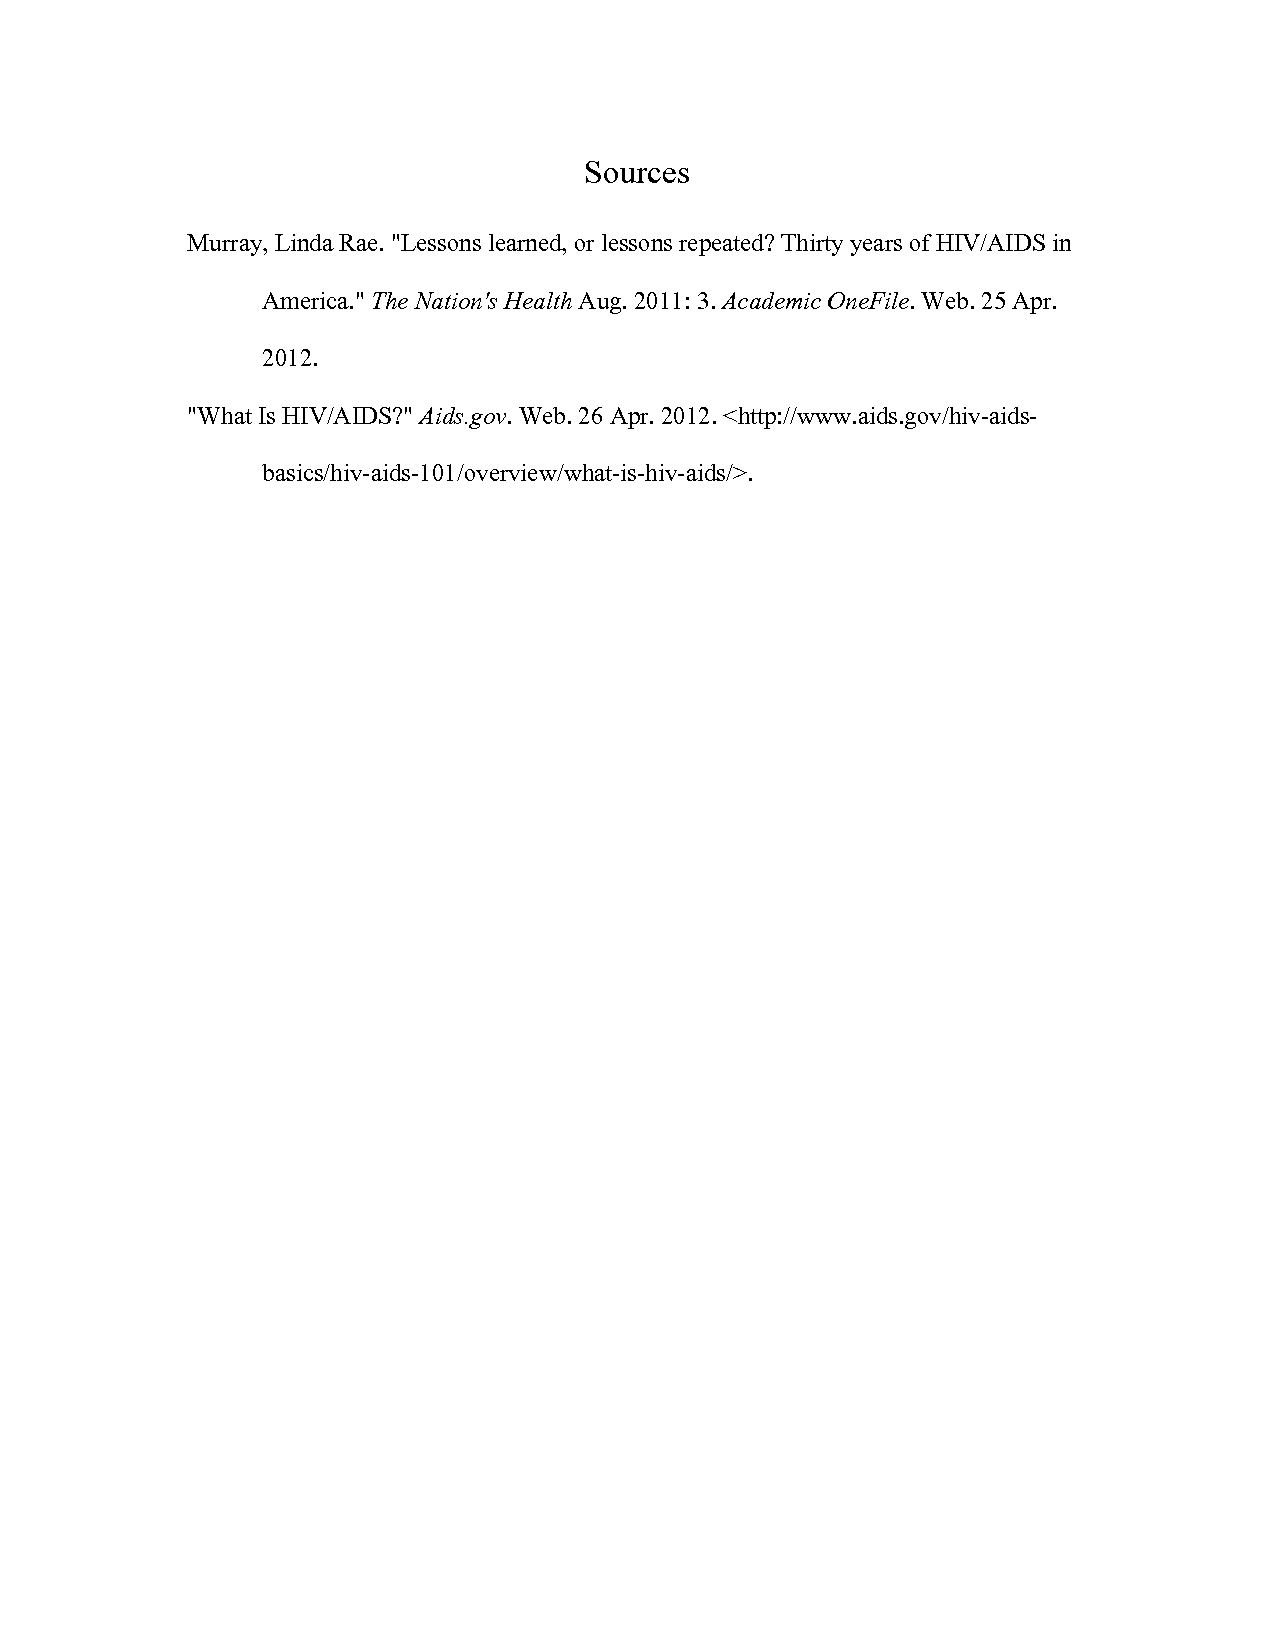 Sources
Murray, Linda Rae. "Lessons learned, or lessons repeated? Thirty years of HIV/AIDS in
America." The Nation's Health Aug. 2011: 3. Academic OneFile. Web. 25 Apr.
2012.
"What Is HIV/AIDS?" Aids.gov. Web. 26 Apr. 2012. <http://www.aids.gov/hiv-aids-
basics/hiv-aids-101/overview/what-is-hiv-aids/>.